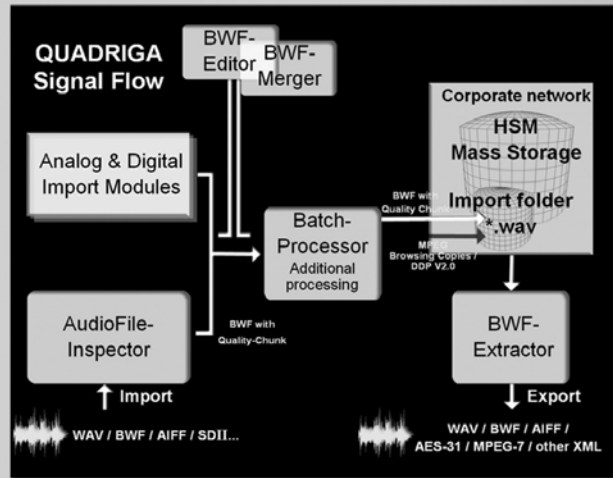 QUADRIGA
Signal Flow
BWF-
Editor
BWF-
Merger
Corporate network
HSM
Mass Storage
Import folder
*.wav
Analog & Digital
Import Modules
BWF with
Quality Chunk
Batch-
Processor
Additional
processing
MPEG
Browsing Copies /
DDP V2.0
AudioFile-
Inspector
BWF with
Quality-Chunk
BWF-
Extractor
Import
Export
WAV / BWF / AIFF / SDII...
WAV / BWF / AIFF /
AES-31 / MPEG-7 / other XML